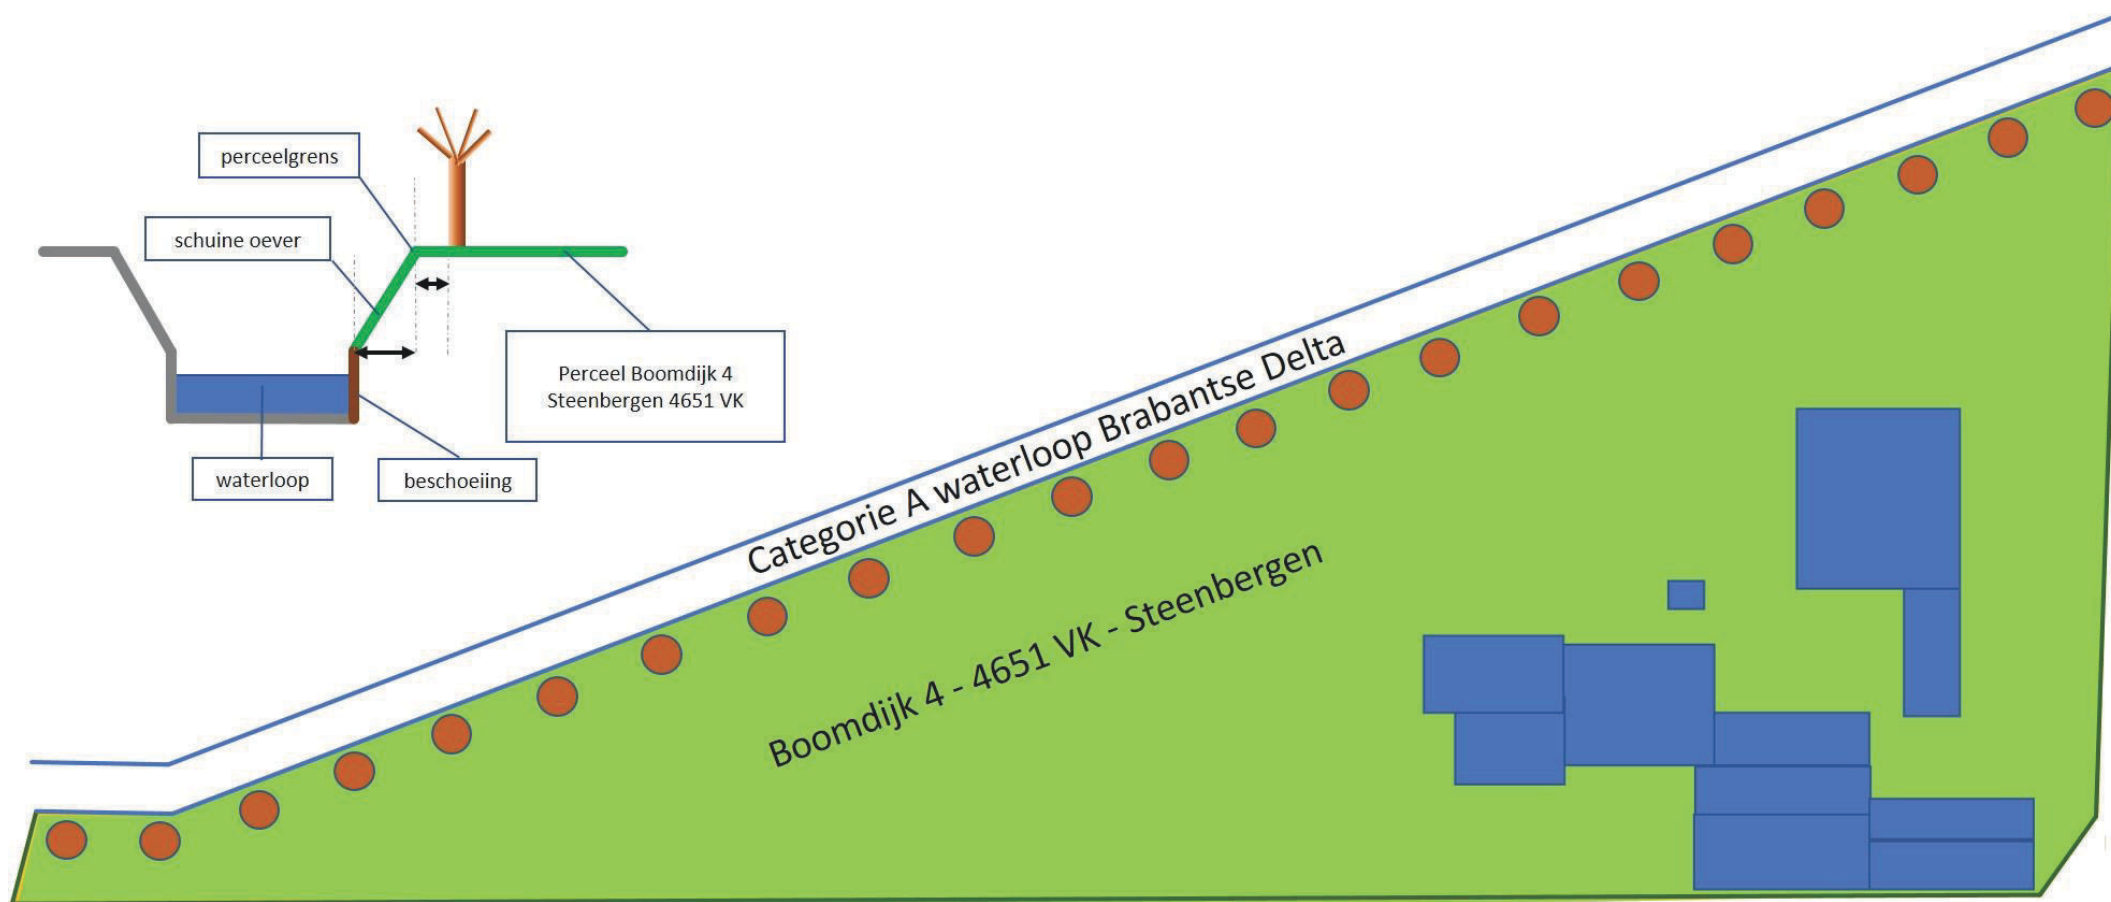 perceelgrens
schuine oever
Perceel Boomdijk 4
Steenbergen 4651 VK
waterloop
beschoeiing
Categorie A waterloop Brabantse Delta
Boomdijk 4 - 4651 VK - Steenbergen